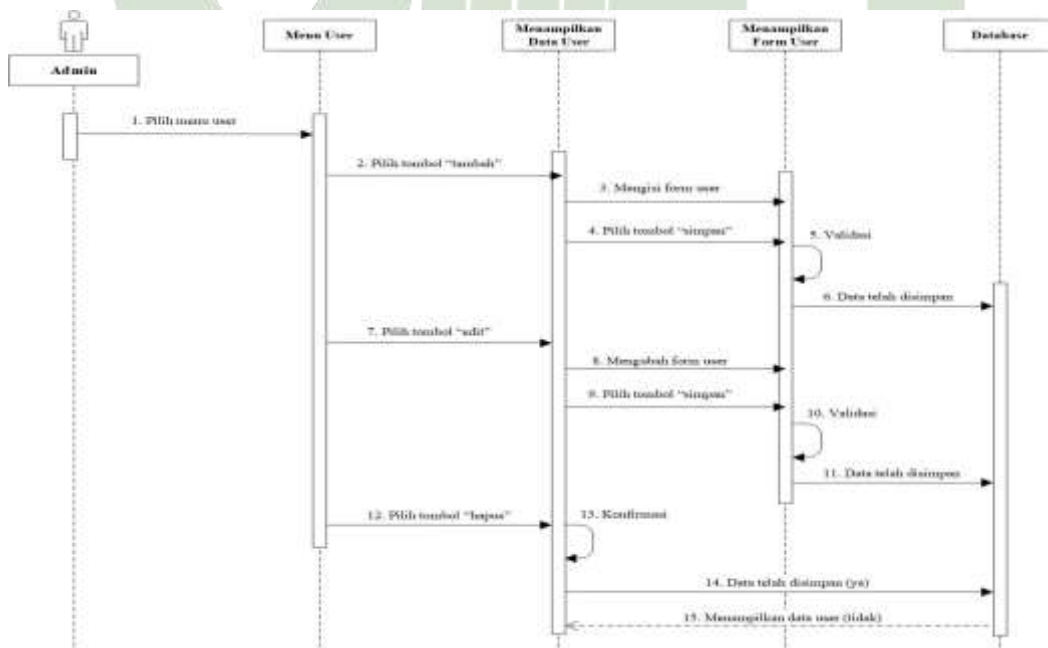 Admin
Menu User
Menampilkan
Data User
Menampilkan
Form User
Database
1. Pilih menu user
2. Pilih tombol "tambah"
3. Mengisi form user
4. Pilih tombol "simpan"
5. Validasi
6. Data telah disimpan
7. Pilih tombol "edit"
8. Mengubah form user
9. Pilih tombol "simpan"
10. Validasi
11. Data telah disimpan
12. Pilih tombol "hapus"
13. Konfirmasi
14. Data telah disimpan (ya)
15. Menampilkan data user (tidak)